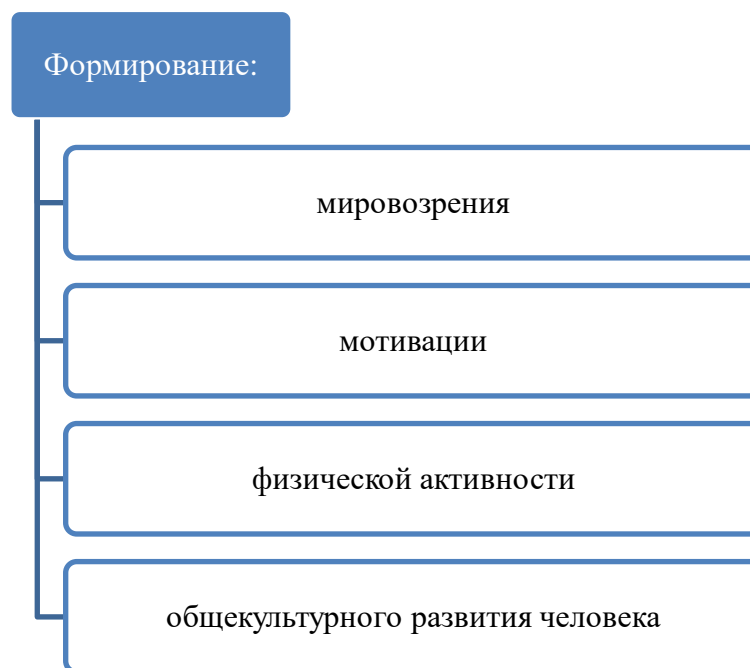 Формирование:
мировозрения
мотивации
физической активности
общекультурного развития человека